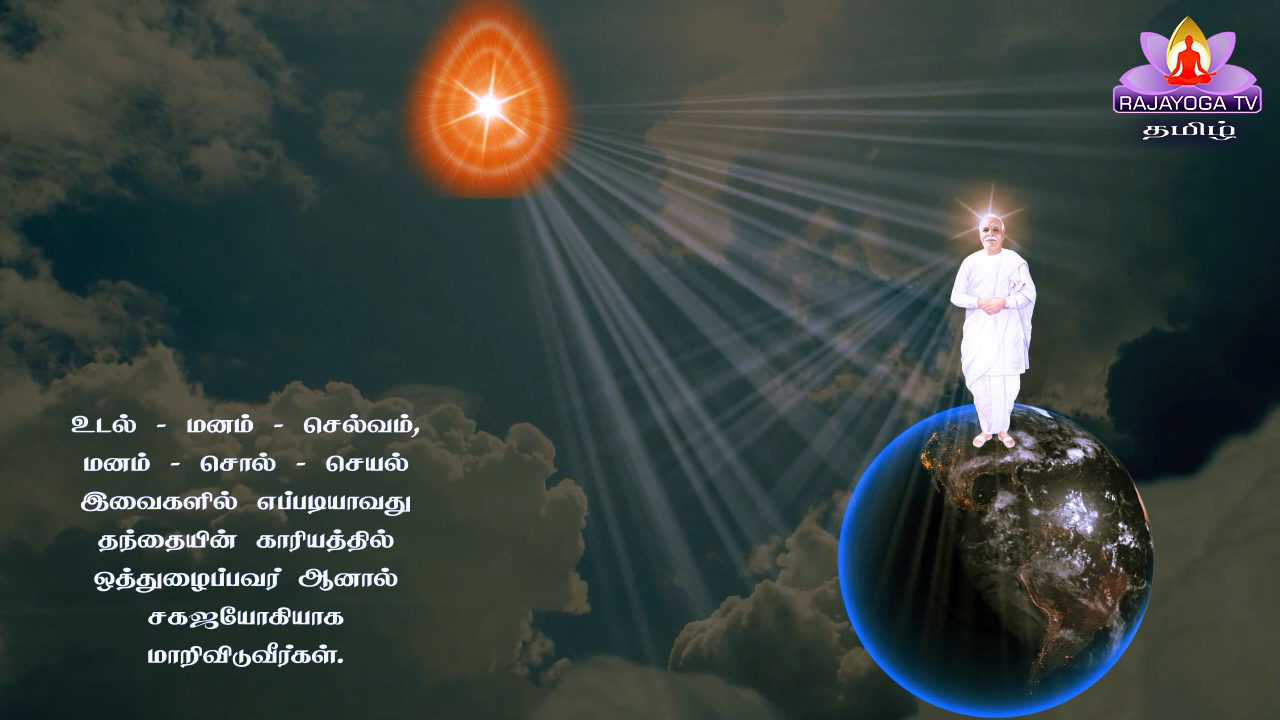 RAJAYOGA TV
தமிழ்
உடல் - மனம் - செல்வம்,
மனம் - சொல் - செயல்
இவைகளில் எப்படியாவது
தந்தையின் காரியத்தில்
ஒத்துழைப்பவர் ஆனால்
சகஜயோகியாக
மாறிவிடுவீர்கள்.